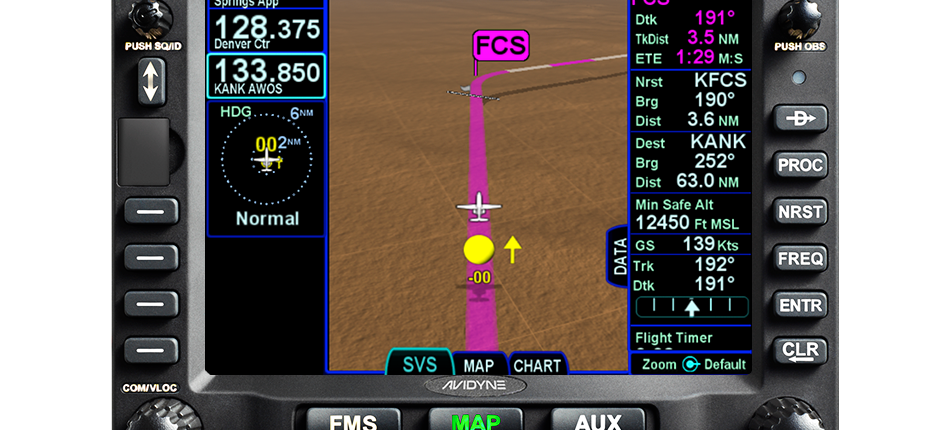 Springs App
128.375
Denver Ctr
133.850
KANK AWOS
HDG
6NM
00
2NM
Normal
FCS
-00
DATA
SVS
MAP
CHART
FCS
Dtk 191°
TkDist 3.5 NM
ETE 1:29 M:S
Nrst KFCS
Brg 190°
Dist 3.6 NM
Dest KANK
Brg 252°
Dist 63.0 NM
Min Safe Alt
12450 Ft MSL
GS 139 Kts
Trk 192°
Dtk 191°
Flight Timer
Zoom Default
PUSH SQ/ID
COM/VLOC
PUSH OBS
D
PROC
NRST
FREQ
ENTR
CLR
AVIDYNE
FMS
MAP
AUX